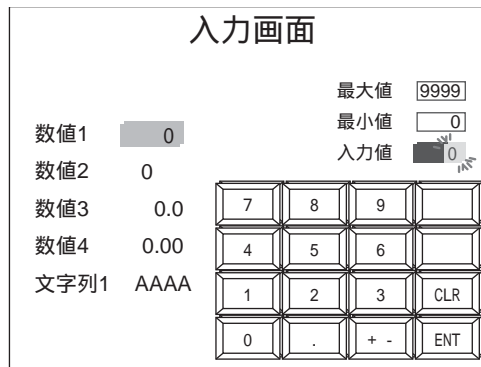 入力画面
最大値 9999
最小値 0
入力値 0
数値1 0
数値2 0
数値3 0.0
数値4 0.00
文字列1 AAAA
7 8 9
4 5 6
1 2 3 CLR
0 . + - ENT